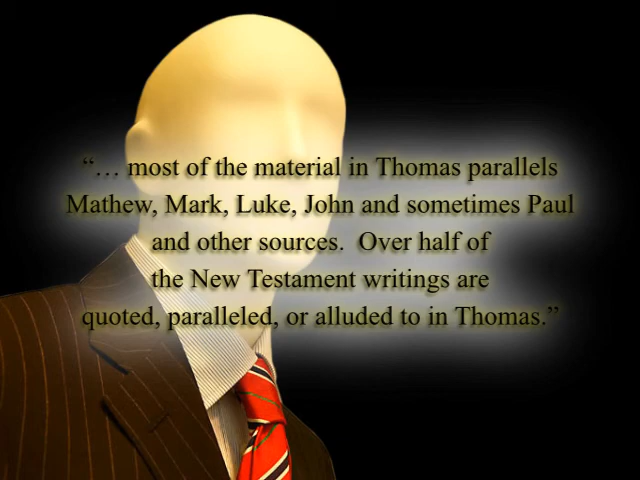 “… most of the material in Thomas parallels
Mathew, Mark, Luke, John and sometimes Paul
and other sources.  Over half of
the New Testament writings are
quoted, paralleled, or alluded to in Thomas.”